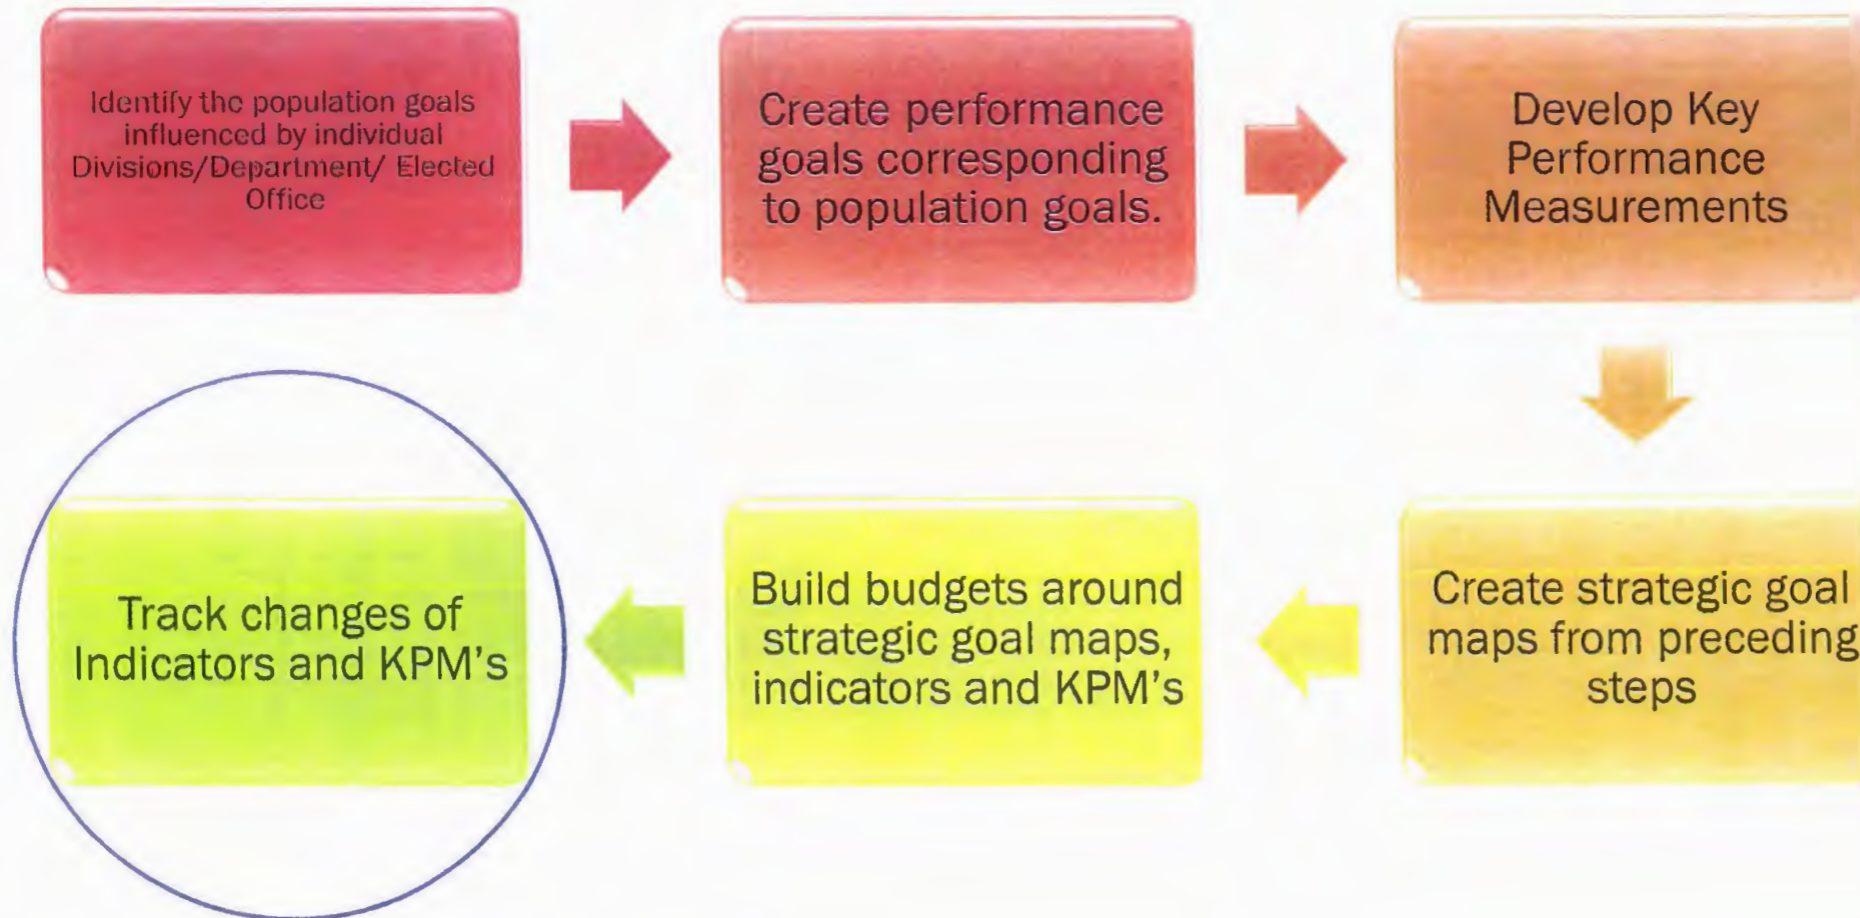 Identify the population goals
influenced by individual
Divisions/Department/ Elected
Office
Create performance
goals corresponding
to population goals.
Develop Key
Performance
Measurements
Create strategic goal
maps from preceding
steps
Build budgets around
strategic goal maps,
indicators and KPM's
Track changes of
Indicators and KPM's